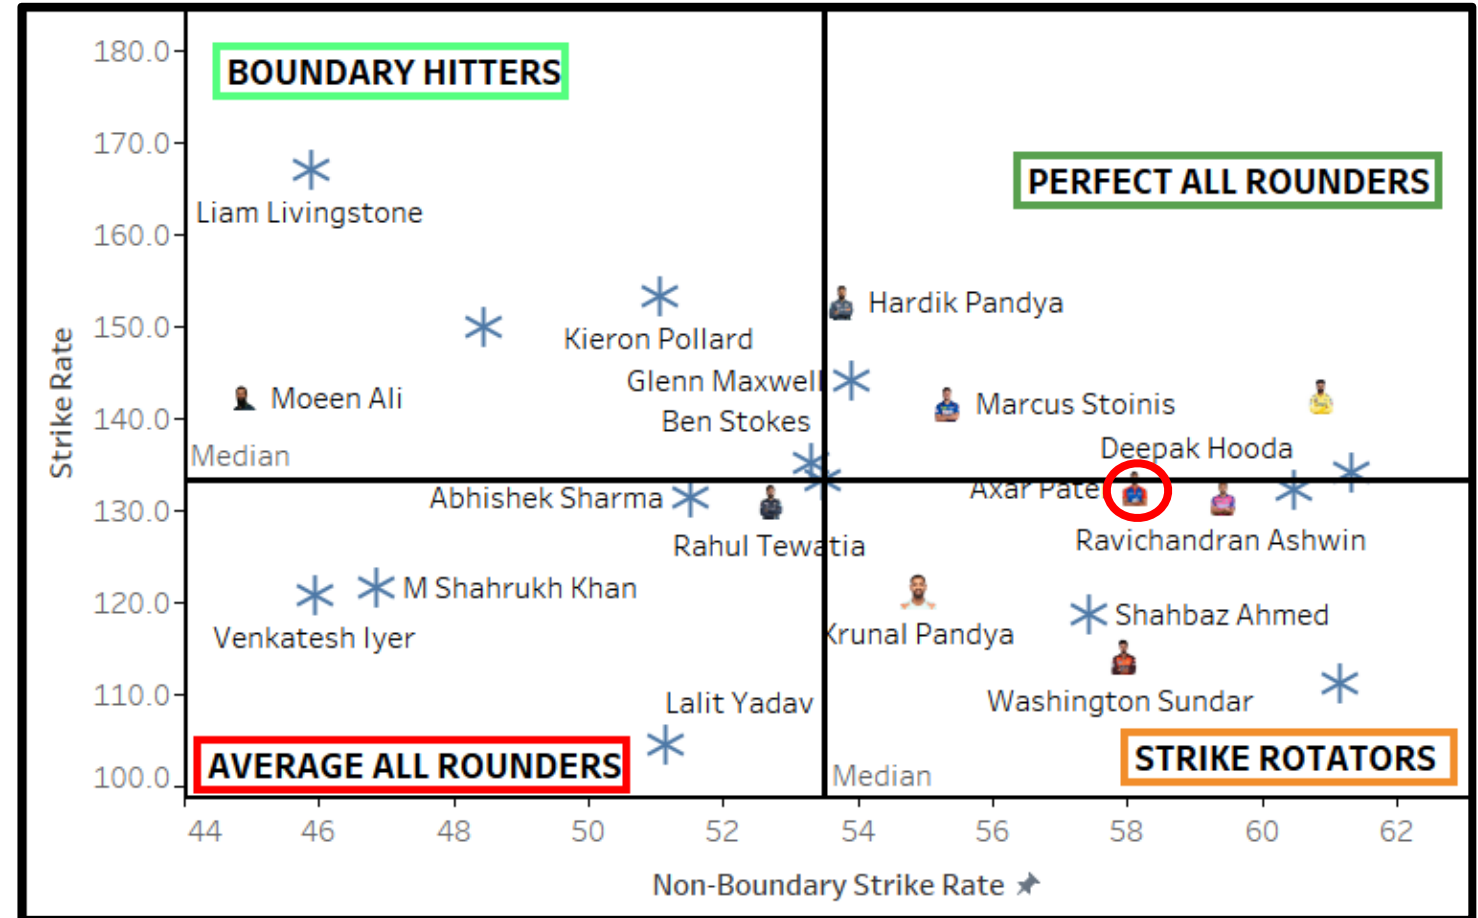 180.0
BOUNDARY HITTERS
170.0
PERFECT ALL ROUNDERS
Liam Livingstone
160.0
Hardik Pandya
150.0
Kieron Pollard
Glenn Maxwell
Moeen Ali
Marcus Stoinis
140.0
Ben Stokes
Strike Rate
Median
Deepak Hooda
Abhishek Sharma
Axar Pate
130.0
Rahul Tewatia
Ravichandran Ashwin
M Shahrukh Khan
120.0
Shahbaz Ahmed
Venkatesh Iyer
Krunal Pandya
110.0
Lalit Yadav
Washington Sundar
AVERAGE ALL ROUNDERS
STRIKE ROTATORS
100.0
Median
44 46 48 50 52 54 56 58 60 62
Non-Boundary Strike Rate